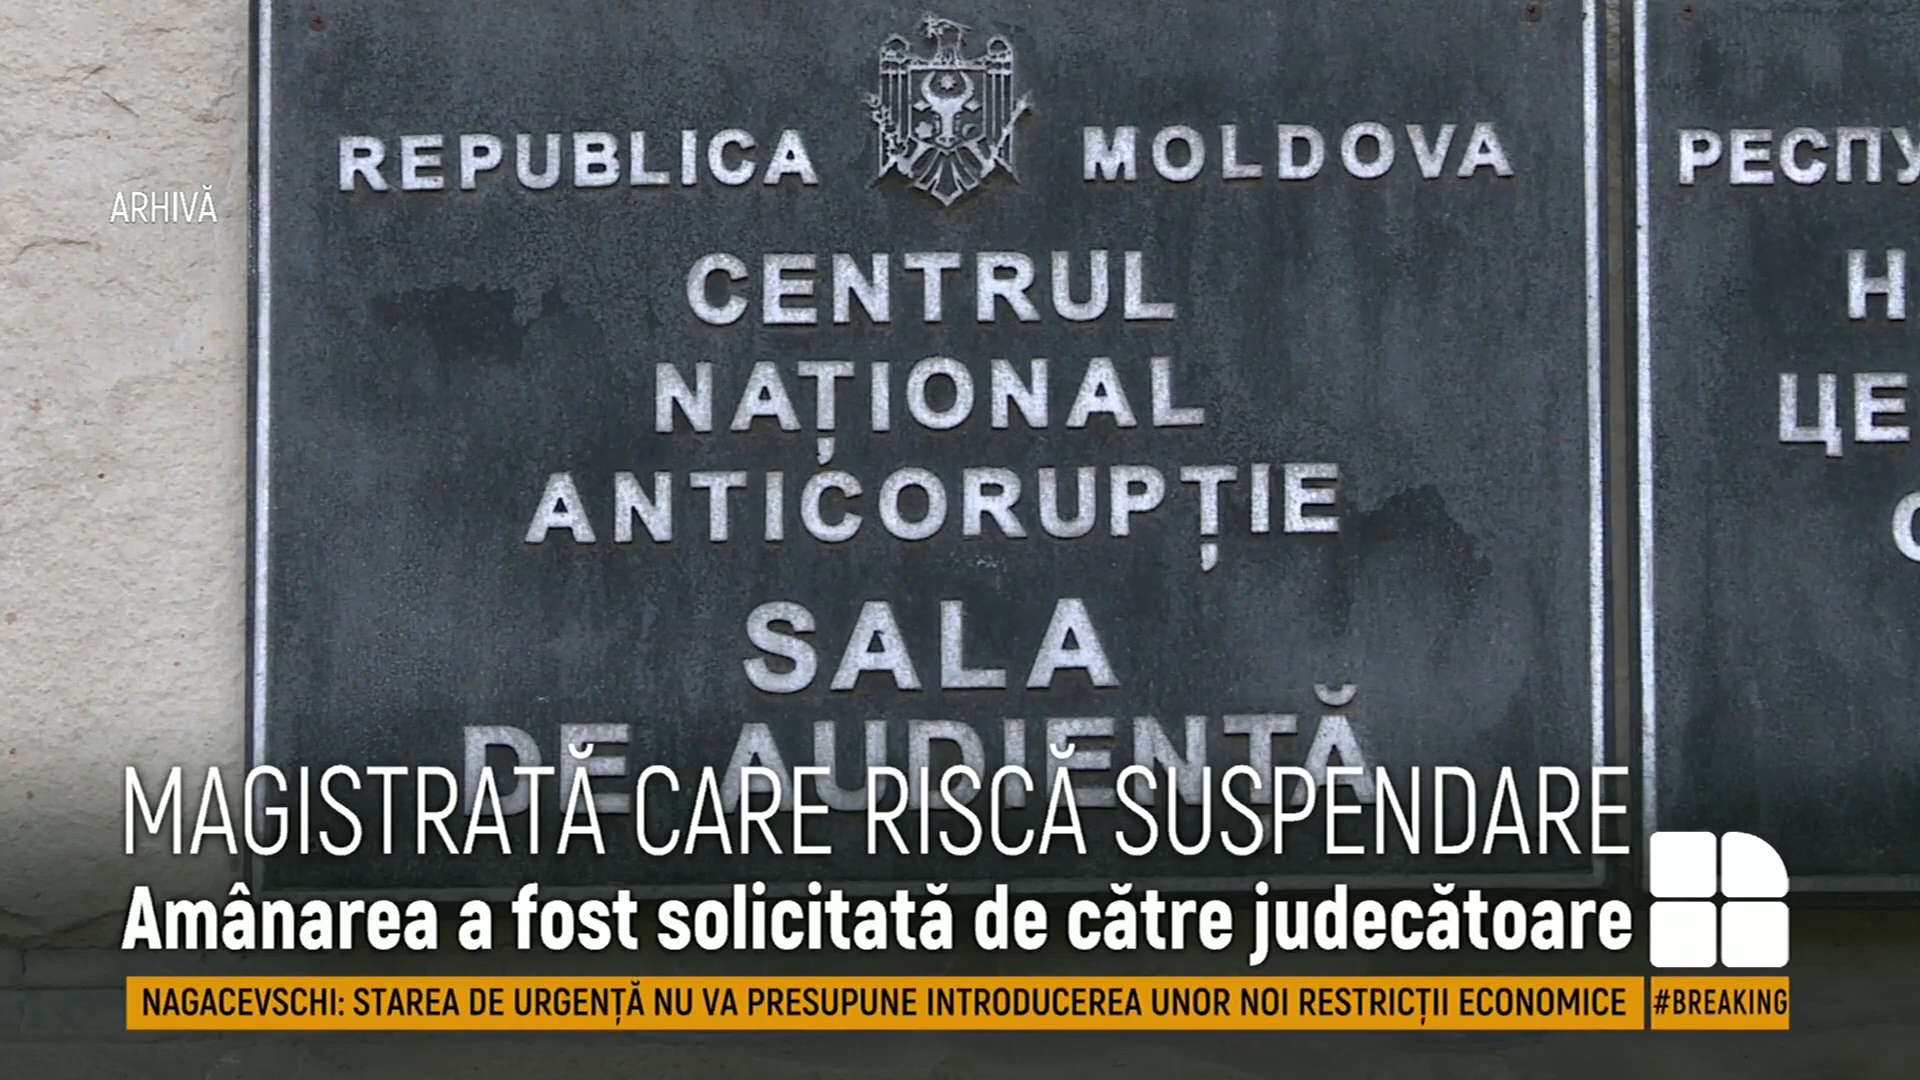 REPUBLICA MOLDOVA
ARHIVĂ
CENTRUL
NAȚIONAL
ANTICORUPȚIE
SALA
DE AUDIENȚĂ
MAGISTRATĂ CARE RISCĂ SUSPENDARE
Amânarea a fost solicitată de către judecătoare
NAGACEVSCHI: STAREA DE URGENȚĂ NU VA PRESUPUNE INTRODUCEREA UNOR NOI RESTRICȚII ECONOMICE
#BREAKING